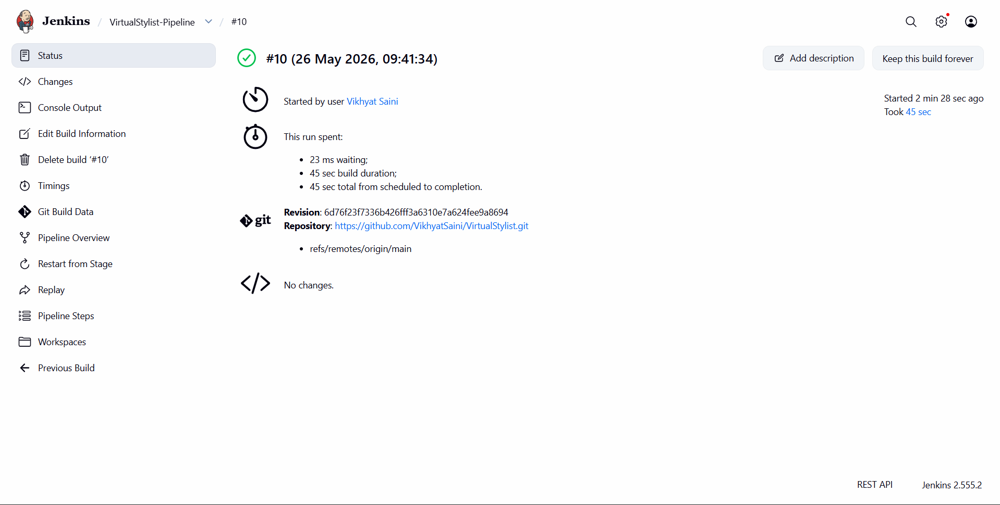 Jenkins / VirtualStylist-Pipeline / #10
Status
Changes
Console Output
Edit Build Information
Delete build ‘#10’
Timings
Git Build Data
Pipeline Overview
Restart from Stage
Replay
Pipeline Steps
Workspaces
Previous Build
#10 (26 May 2026, 09:41:34)
Add description
Keep this build forever
Started by user Vikhyat Saini
Started 2 min 28 sec ago
Took 45 sec
This run spent:
• 23 ms waiting;
• 45 sec build duration;
• 45 sec total from scheduled to completion.
git
Revision: 6d76f23f7336b426fff3a6310e7a624fee9a8694
Repository: https://github.com/VikhyatSaini/VirtualStylist.git
• refs/remotes/origin/main
No changes.
REST API
Jenkins 2.555.2